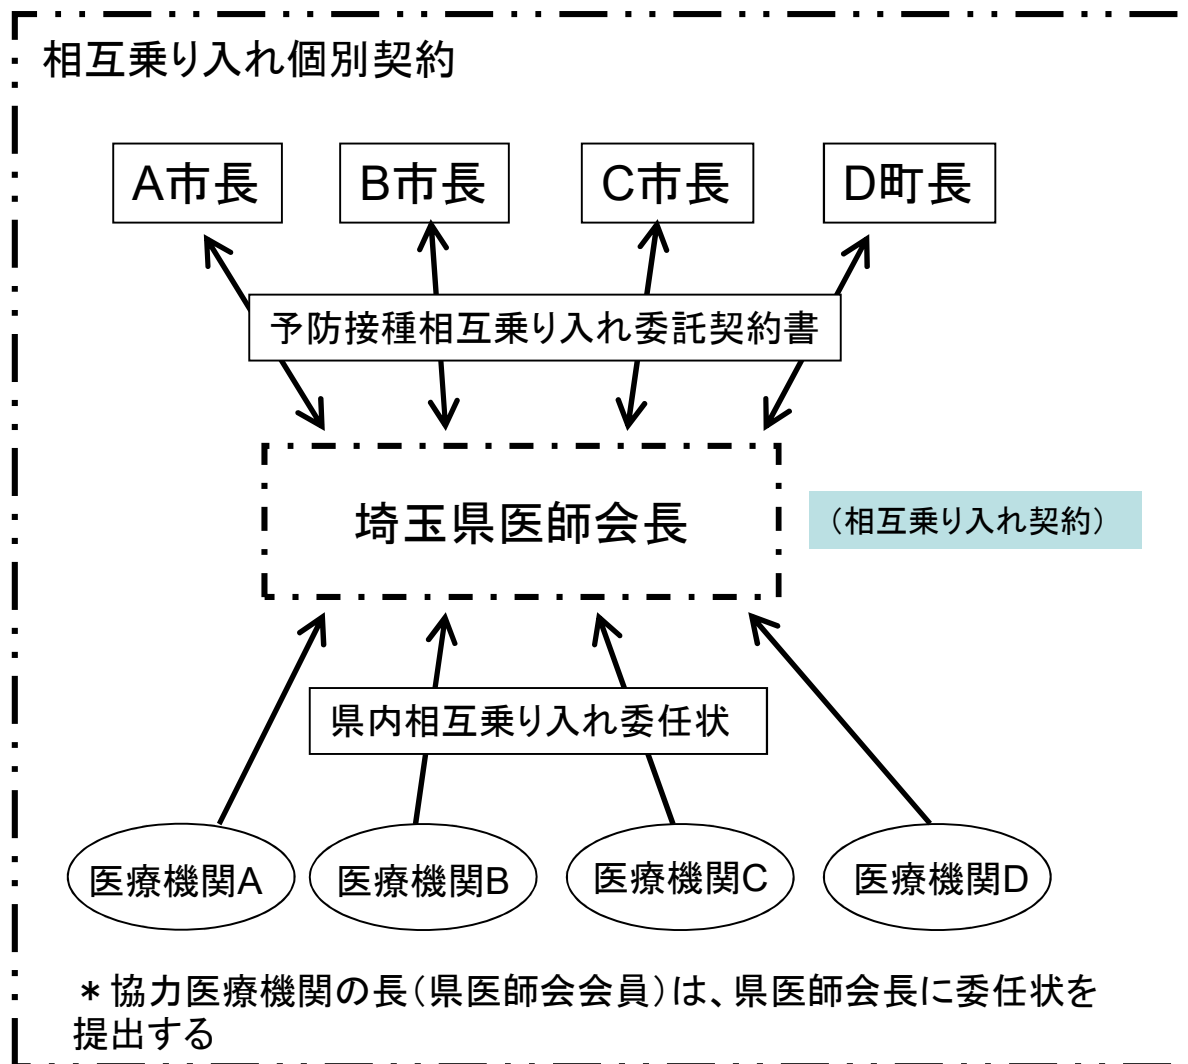 相互乗り入れ個別契約
A市長
B市長
C市長
D町長
予防接種相互乗り入れ委託契約書
埼玉県医師会長
（相互乗り入れ契約）
県内相互乗り入れ委任状
医療機関A
医療機関B
医療機関C
医療機関D
＊協力医療機関の長（県医師会会員）は、県医師会長に委任状を
提出する